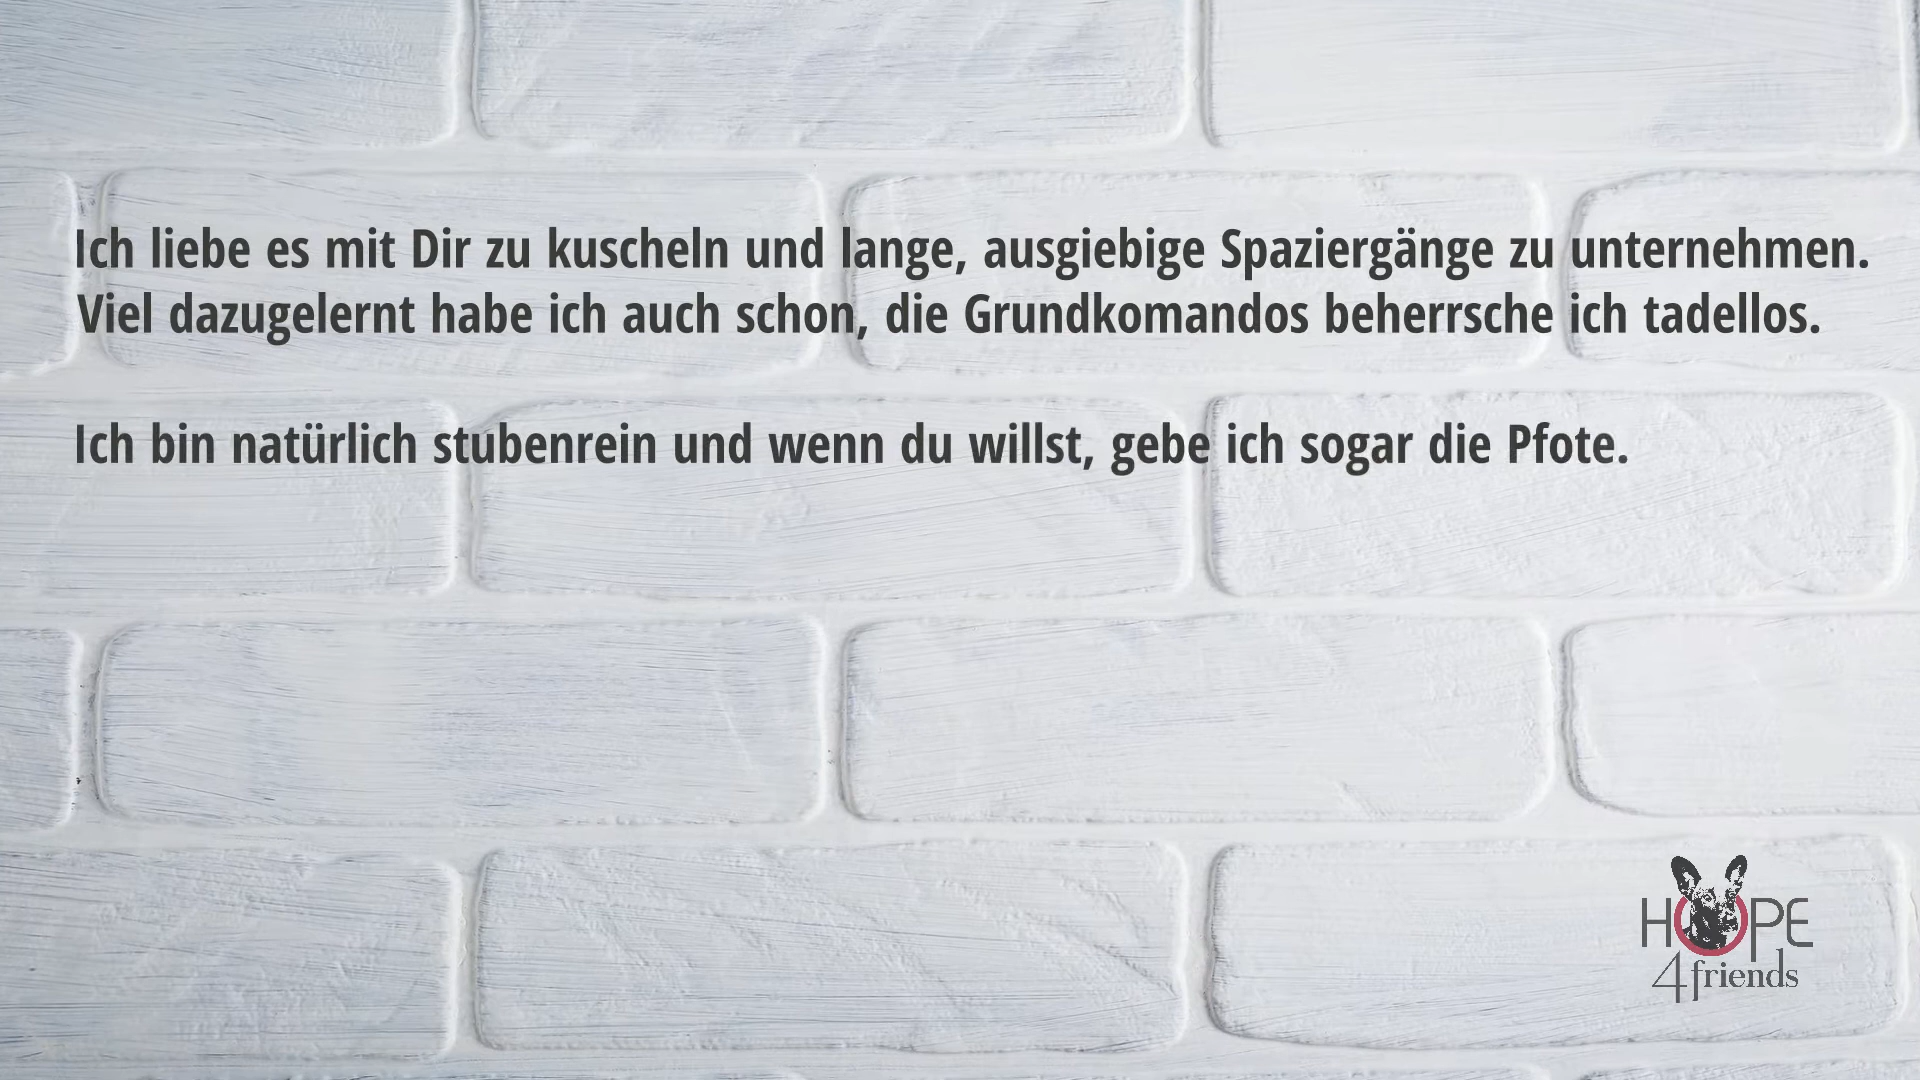 Ich liebe es mit Dir zu kuscheln und lange, ausgiebige Spaziergänge zu unternehmen.
Viel dazugelernt habe ich auch schon, die Grundkomandos beherrsche ich tadellos.
Ich bin natürlich stubenrein und wenn du willst, gebe ich sogar die Pfote.
HOPE
4friends